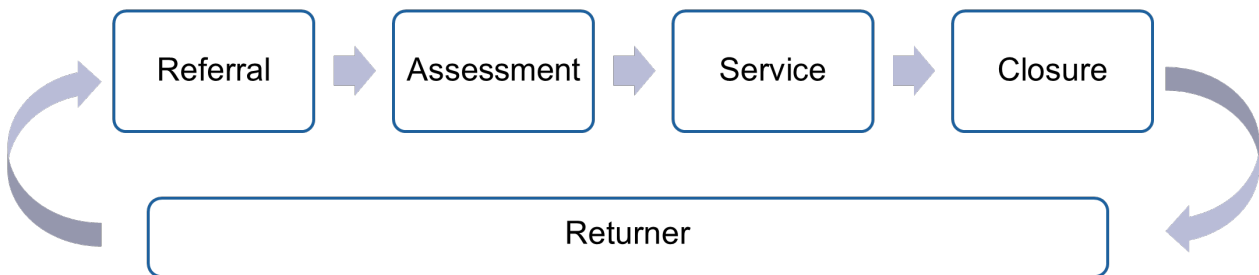 Referral
Assessment
Service
Closure
Returner